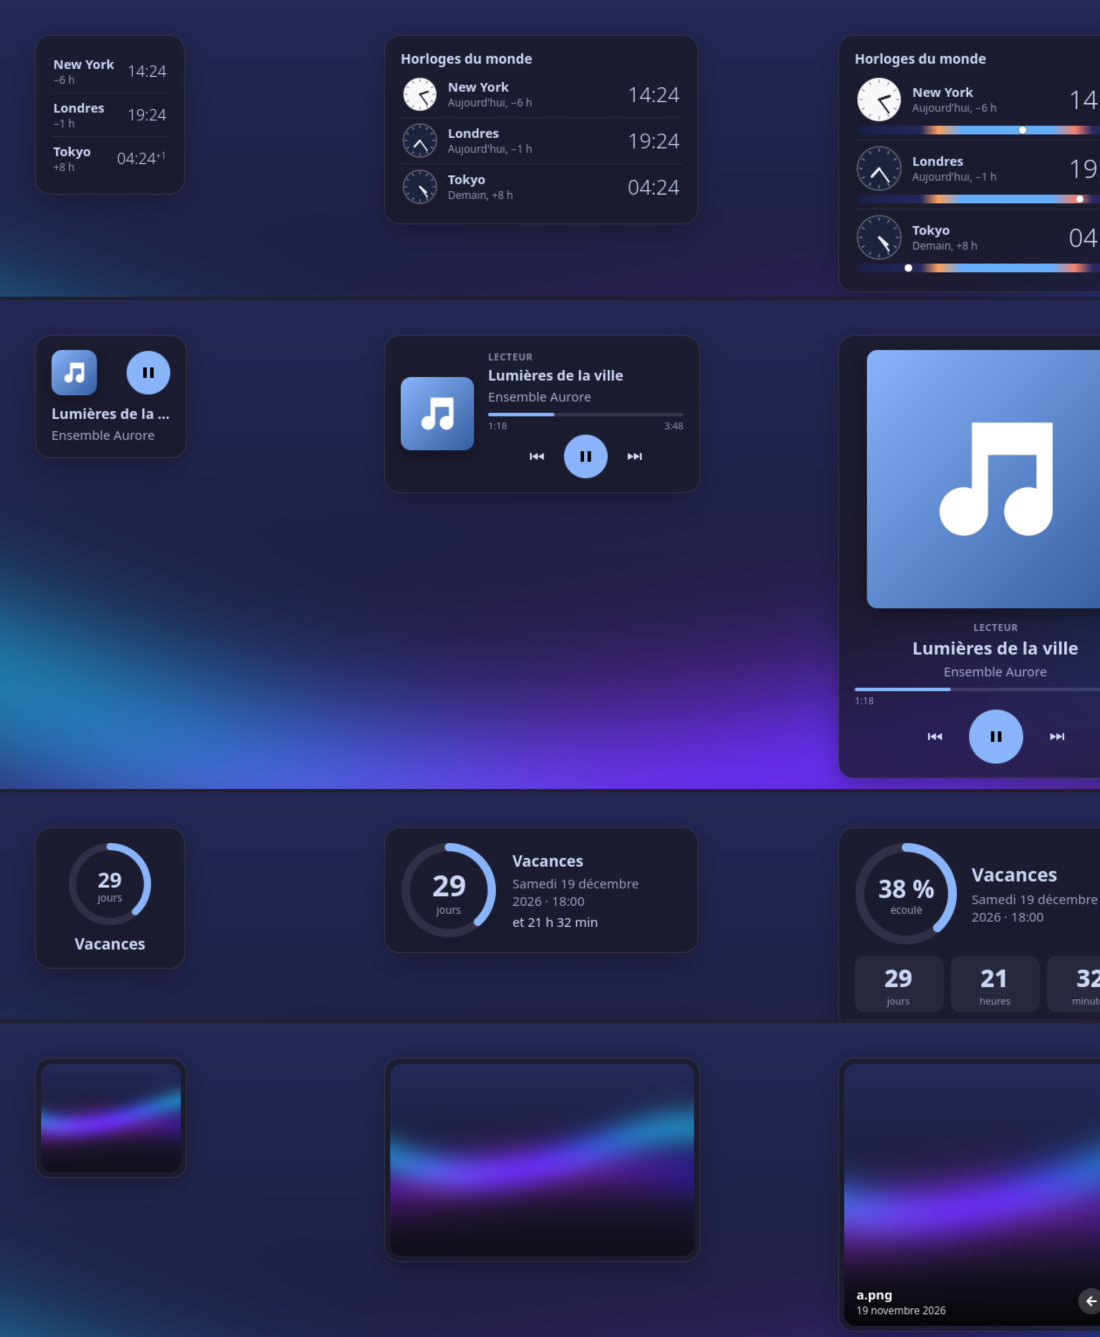 New York
−6 h
14:24
Londres
−1 h
19:24
Tokyo
+8 h
04:24+1
Horloges du monde
New York
Aujourd'hui, −6 h
14:24
Londres
Aujourd'hui, −1 h
19:24
Tokyo
Demain, +8 h
04:24
Horloges du monde
New York
Aujourd'hui, −6 h
14
Londres
Aujourd'hui, −1 h
19
Tokyo
Demain, +8 h
04
Lumières de la ...
Ensemble Aurore
LECTEUR
Lumières de la ville
Ensemble Aurore
1:18
3:48
LECTEUR
Lumières de la ville
Ensemble Aurore
1:18
29
jours
Vacances
29
jours
Vacances
Samedi 19 décembre
2026 · 18:00
et 21 h 32 min
38 %
écoulé
Vacances
Samedi 19 décembre
2026 · 18:00
29
jours
21
heures
32
minut
a.png
19 novembre 2026